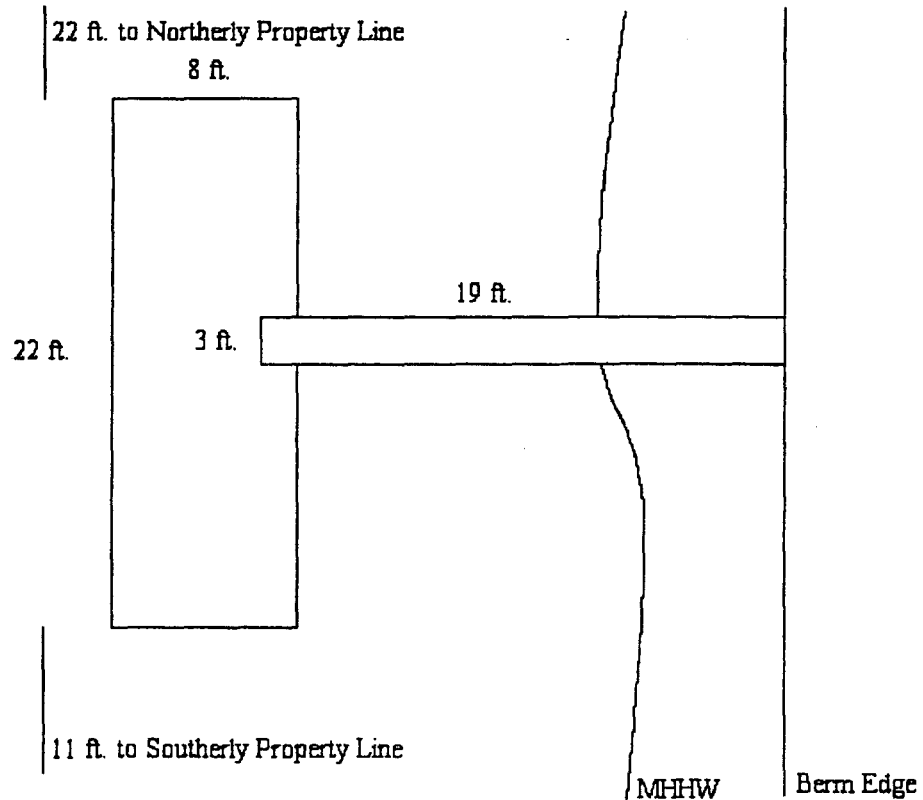 22 ft. to Northerly Property Line
8 ft.
19 ft.
3 ft.
22 ft.
11 ft. to Southerly Property Line
MHHW
Berm Edge